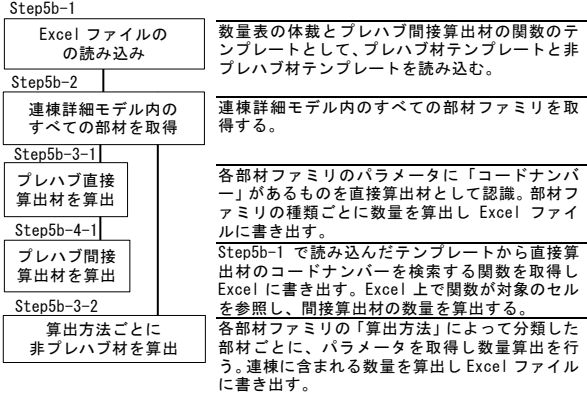 Step5b-1
Excel ファイルの
の読み込み
数量表の体裁とプレハブ間接算出材の関数のテ
ンプレートとして、プレハブ材テンプレートと非
プレハブ材テンプレートを読み込む。
Step5b-2
連棟詳細モデル内の
すべての部材を取得
連棟詳細モデル内のすべての部材ファミリを取
得する。
Step5b-3-1
プレハブ直接
算出材を算出
各部材ファミリのパラメータに「コードナンバ
ー」があるものを直接算出材として認識。部材フ
ァミリの種類ごとに数量を算出し Excel ファイ
ルに書き出す。
Step5b-4-1
プレハブ間接
算出材を算出
Step5b-1 で読み込んだテンプレートから直接算
出材のコードナンバーを検索する関数を取得し
Excel に書き出す。Excel 上で関数が対象のセル
を参照し、間接算出材の数量を算出する。
Step5b-3-2
算出方法ごとに
非プレハブ材を算出
各部材ファミリの「算出方法」によって分類した
部材ごとに、パラメータを取得し数量算出を行
う。連棟に含まれる数量を算出し Excel ファイル
に書き出す。